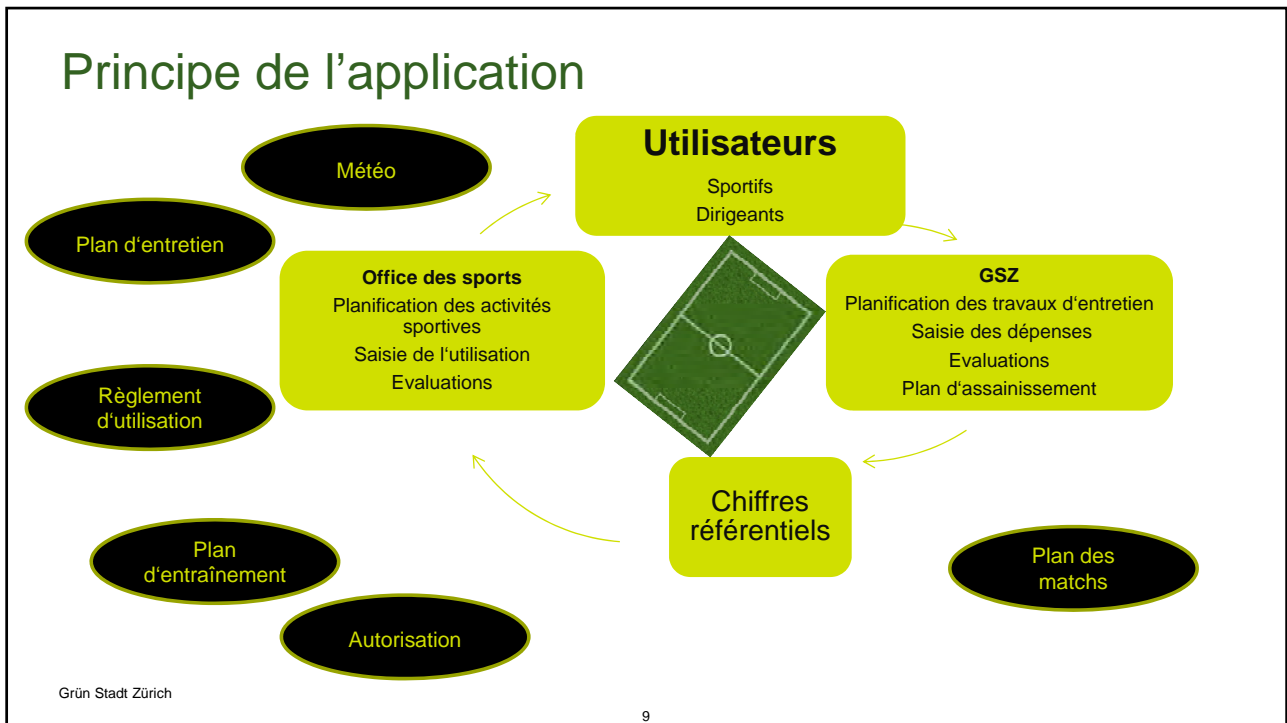 Principe de l’application
Météo
Utilisateurs
Sportifs
Dirigeants
Plan d‘entretien
Office des sports
Planification des activités
sportives
Saisie de l‘utilisation
Evaluations
GSZ
Planification des travaux d‘entretien
Saisie des dépenses
Evaluations
Plan d‘assainissement
Règlement
d‘utilisation
Chiffres
référentiels
Plan
d‘entraînement
Plan des
matchs
Autorisation
Grün Stadt Zürich
9